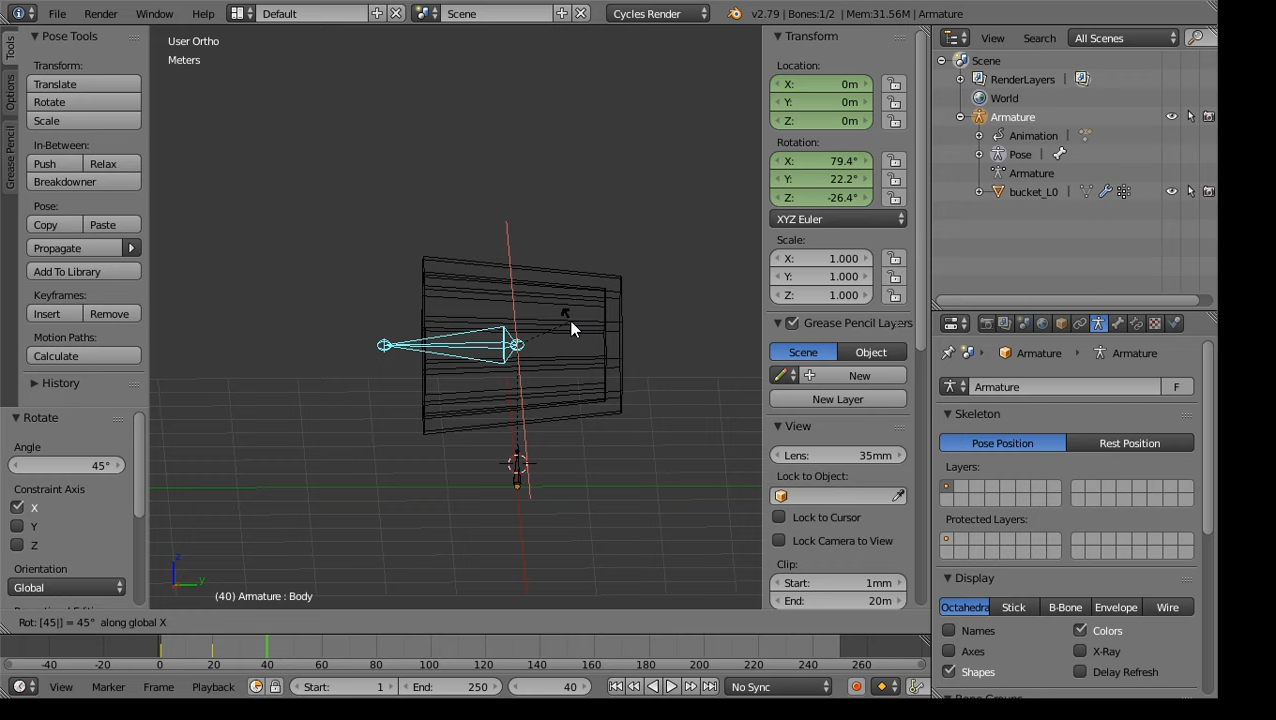 File Render Window Help Default Scene Cycles Render v2.79 | Bones:1/2 | Mem:31.56M | Armature
Tools
Options
Grease Pencil
Pose Tools
Transform:
Translate
Rotate
Scale
In-Between:
Push Relax
Breakdowner
Pose:
Copy Paste
Propagate
Add To Library
Keyframes:
Insert Remove
Motion Paths:
Calculate
History
Rotate
Angle
45°
Constraint Axis
X
Y
Z
Orientation
Global
User Ortho
Meters
z
y
(40) Armature : Body
Rot: [45|] = 45° along global X
Transform
Location:
X: 0m
Y: 0m
Z: 0m
Rotation:
X: 79.4°
Y: 22.2°
Z: -26.4°
XYZ Euler
Scale:
X: 1.000
Y: 1.000
Z: 1.000
Grease Pencil Layers
Scene Object
New
New Layer
View
Lens: 35mm
Lock to Object:
Lock to Cursor
Lock Camera to View
Clip:
Start: 1mm
End: 20m
View Search All Scenes
Scene
RenderLayers
World
Armature
Animation
Pose
Armature
bucket_L0
Armature Armature
Armature F
Skeleton
Pose Position Rest Position
Layers:
Protected Layers:
Display
Octahedra Stick B-Bone Envelope Wire
Names Colors
Axes X-Ray
Shapes Delay Refresh
-40 -20 0 20 40 60 80 100 120 140 160 180 200 220 240 260
View Marker Frame Playback Start: 1 End: 250 40 No Sync